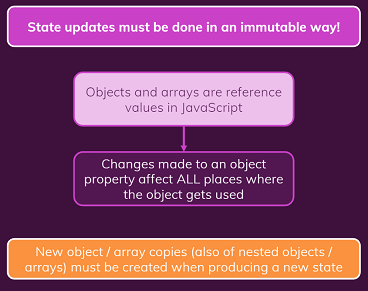 State updates must be done in an immutable way!
Objects and arrays are reference
values in JavaScript
Changes made to an object
property affect ALL places where
the object gets used
New object / array copies (also of nested objects /
arrays) must be created when producing a new state